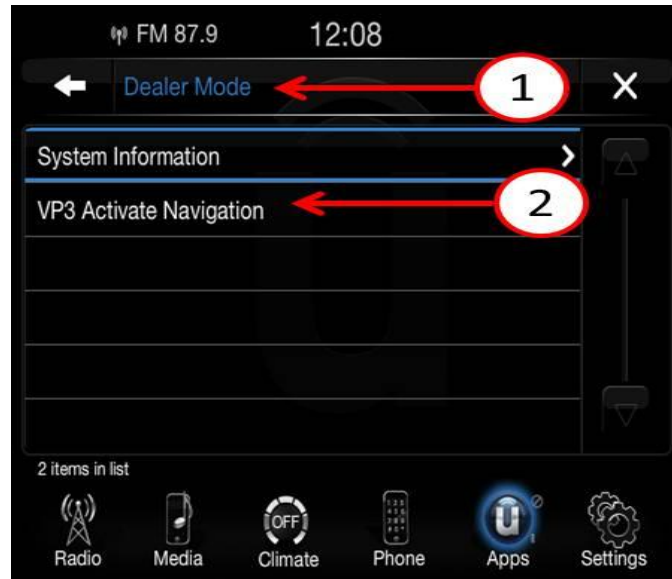 FM 87.9 12:08
Dealer Mode 1
System Information
VP3 Activate Navigation 2
2 items in list
OFF
Radio Media Climate Phone Apps Settings